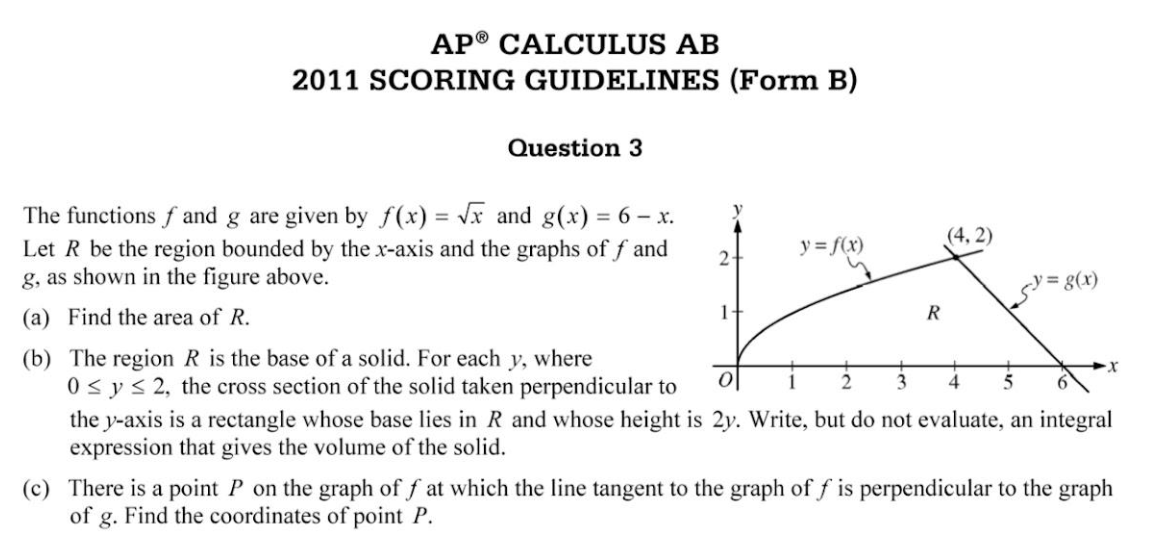 AP® CALCULUS AB
2011 SCORING GUIDELINES (Form B)
Question 3
The functions f and g are given by f(x) = √x and g(x) = 6 − x.
Let R be the region bounded by the x-axis and the graphs of f and
g, as shown in the figure above.
(a) Find the area of R.
(b) The region R is the base of a solid. For each y, where
0 ≤ y ≤ 2, the cross section of the solid taken perpendicular to
the y-axis is a rectangle whose base lies in R and whose height is 2y. Write, but do not evaluate, an integral
expression that gives the volume of the solid.
(c) There is a point P on the graph of f at which the line tangent to the graph of f is perpendicular to the graph
of g. Find the coordinates of point P.
y
y = f(x)
(4, 2)
2
y = g(x)
1
R
x
O
1 2 3 4 5 6